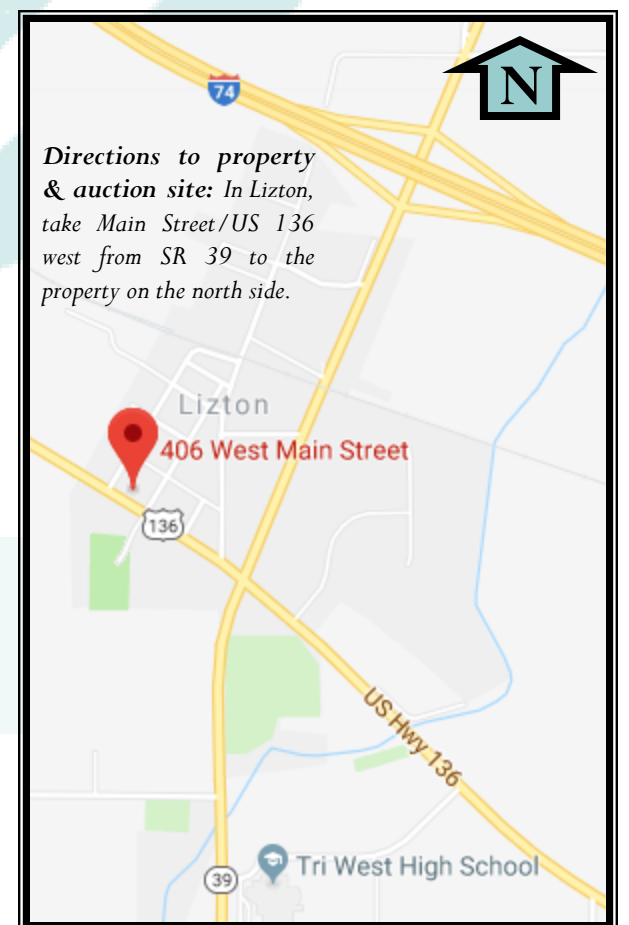 N
74
Directions to property
& auction site: In Lizton,
take Main Street/US 136
west from SR 39 to the
property on the north side.
Lizton
406 West Main Street
136
US Hwy 136
Tri West High School
39